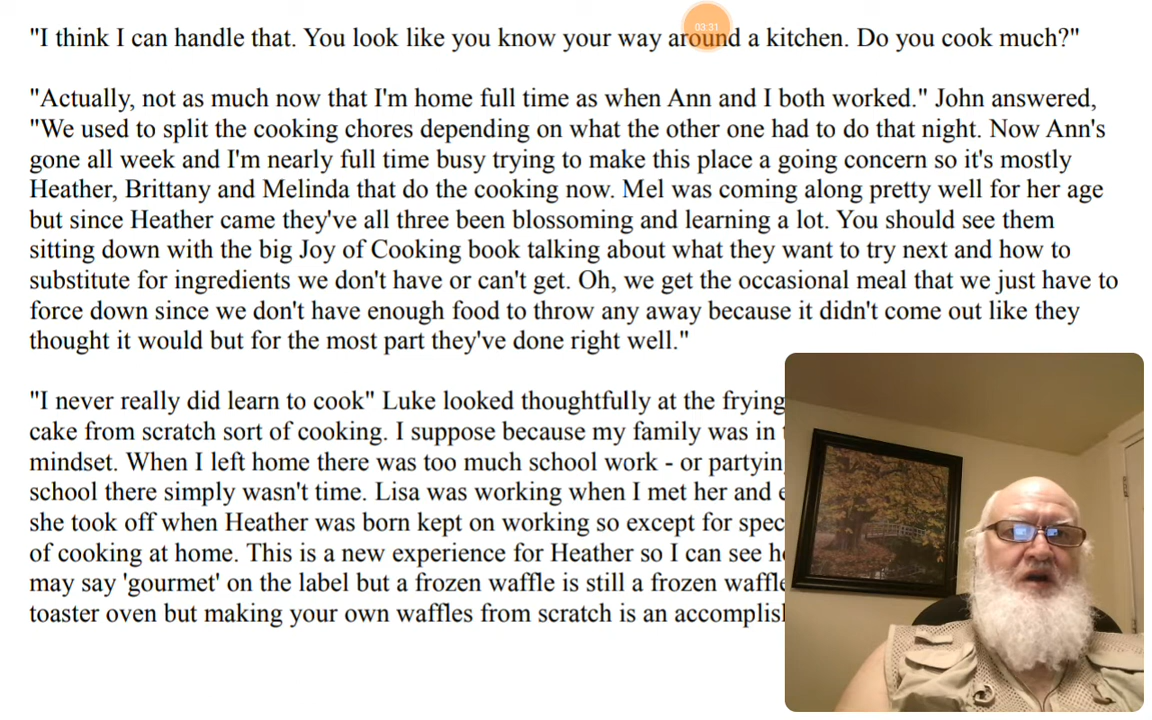 03:31
"I think I can handle that. You look like you know your way around a kitchen. Do you cook much?"
"Actually, not as much now that I'm home full time as when Ann and I both worked." John answered,
"We used to split the cooking chores depending on what the other one had to do that night. Now Ann's
gone all week and I'm nearly full time busy trying to make this place a going concern so it's mostly
Heather, Brittany and Melinda that do the cooking now. Mel was coming along pretty well for her age
but since Heather came they've all three been blossoming and learning a lot. You should see them
sitting down with the big Joy of Cooking book talking about what they want to try next and how to
substitute for ingredients we don't have or can't get. Oh, we get the occasional meal that we just have to
force down since we don't have enough food to throw any away because it didn't come out like they
thought it would but for the most part they've done right well."
"I never really did learn to cook" Luke looked thoughtfully at the frying
cake from scratch sort of cooking. I suppose because my family was in
mindset. When I left home there was too much school work - or partyin
school there simply wasn't time. Lisa was working when I met her and
she took off when Heather was born kept on working so except for spec
of cooking at home. This is a new experience for Heather so I can see
may say 'gourmet' on the label but a frozen waffle is still a frozen waffle
toaster oven but making your own waffles from scratch is an accomplis